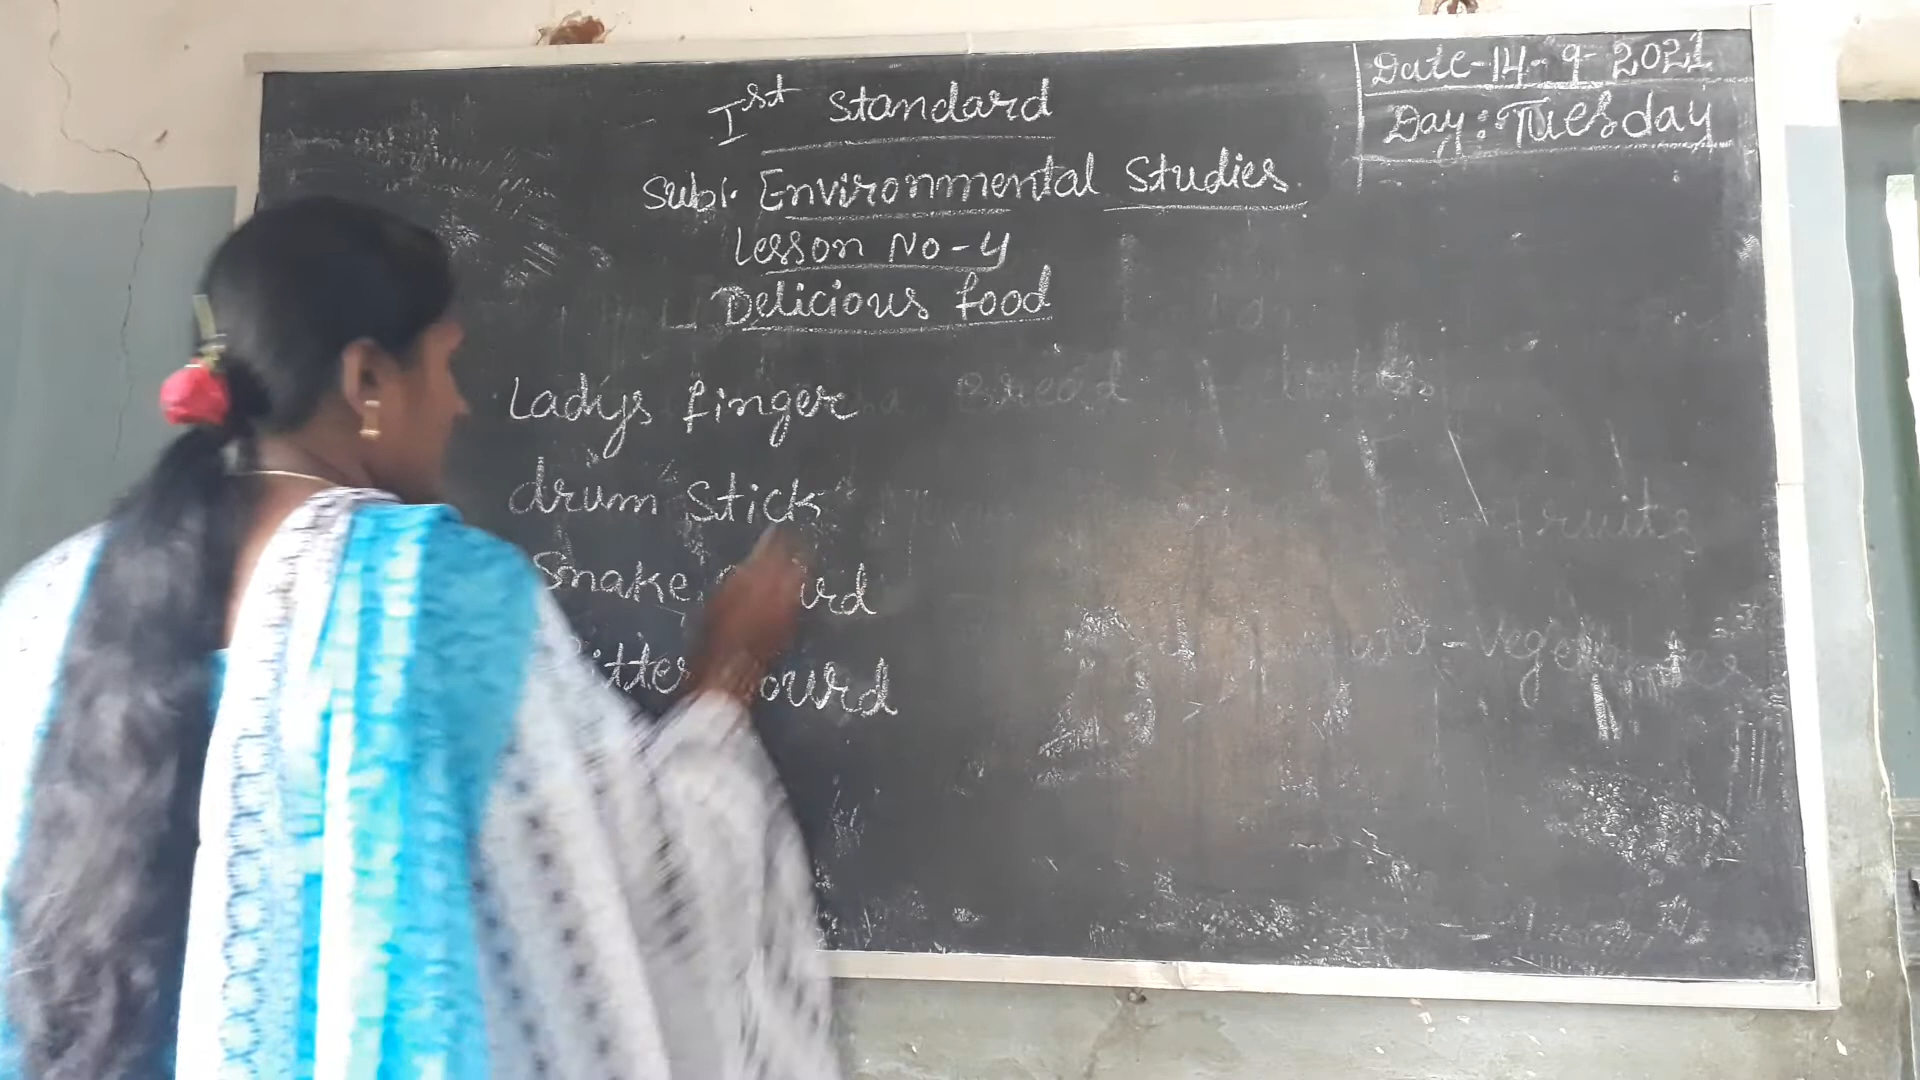 Date-14-9-2021
Day: Tuesday
Ist Standard
Sub:. Environmental Studies
Lesson No-4
Delicious food
Ladys finger
drum Stick
Snake